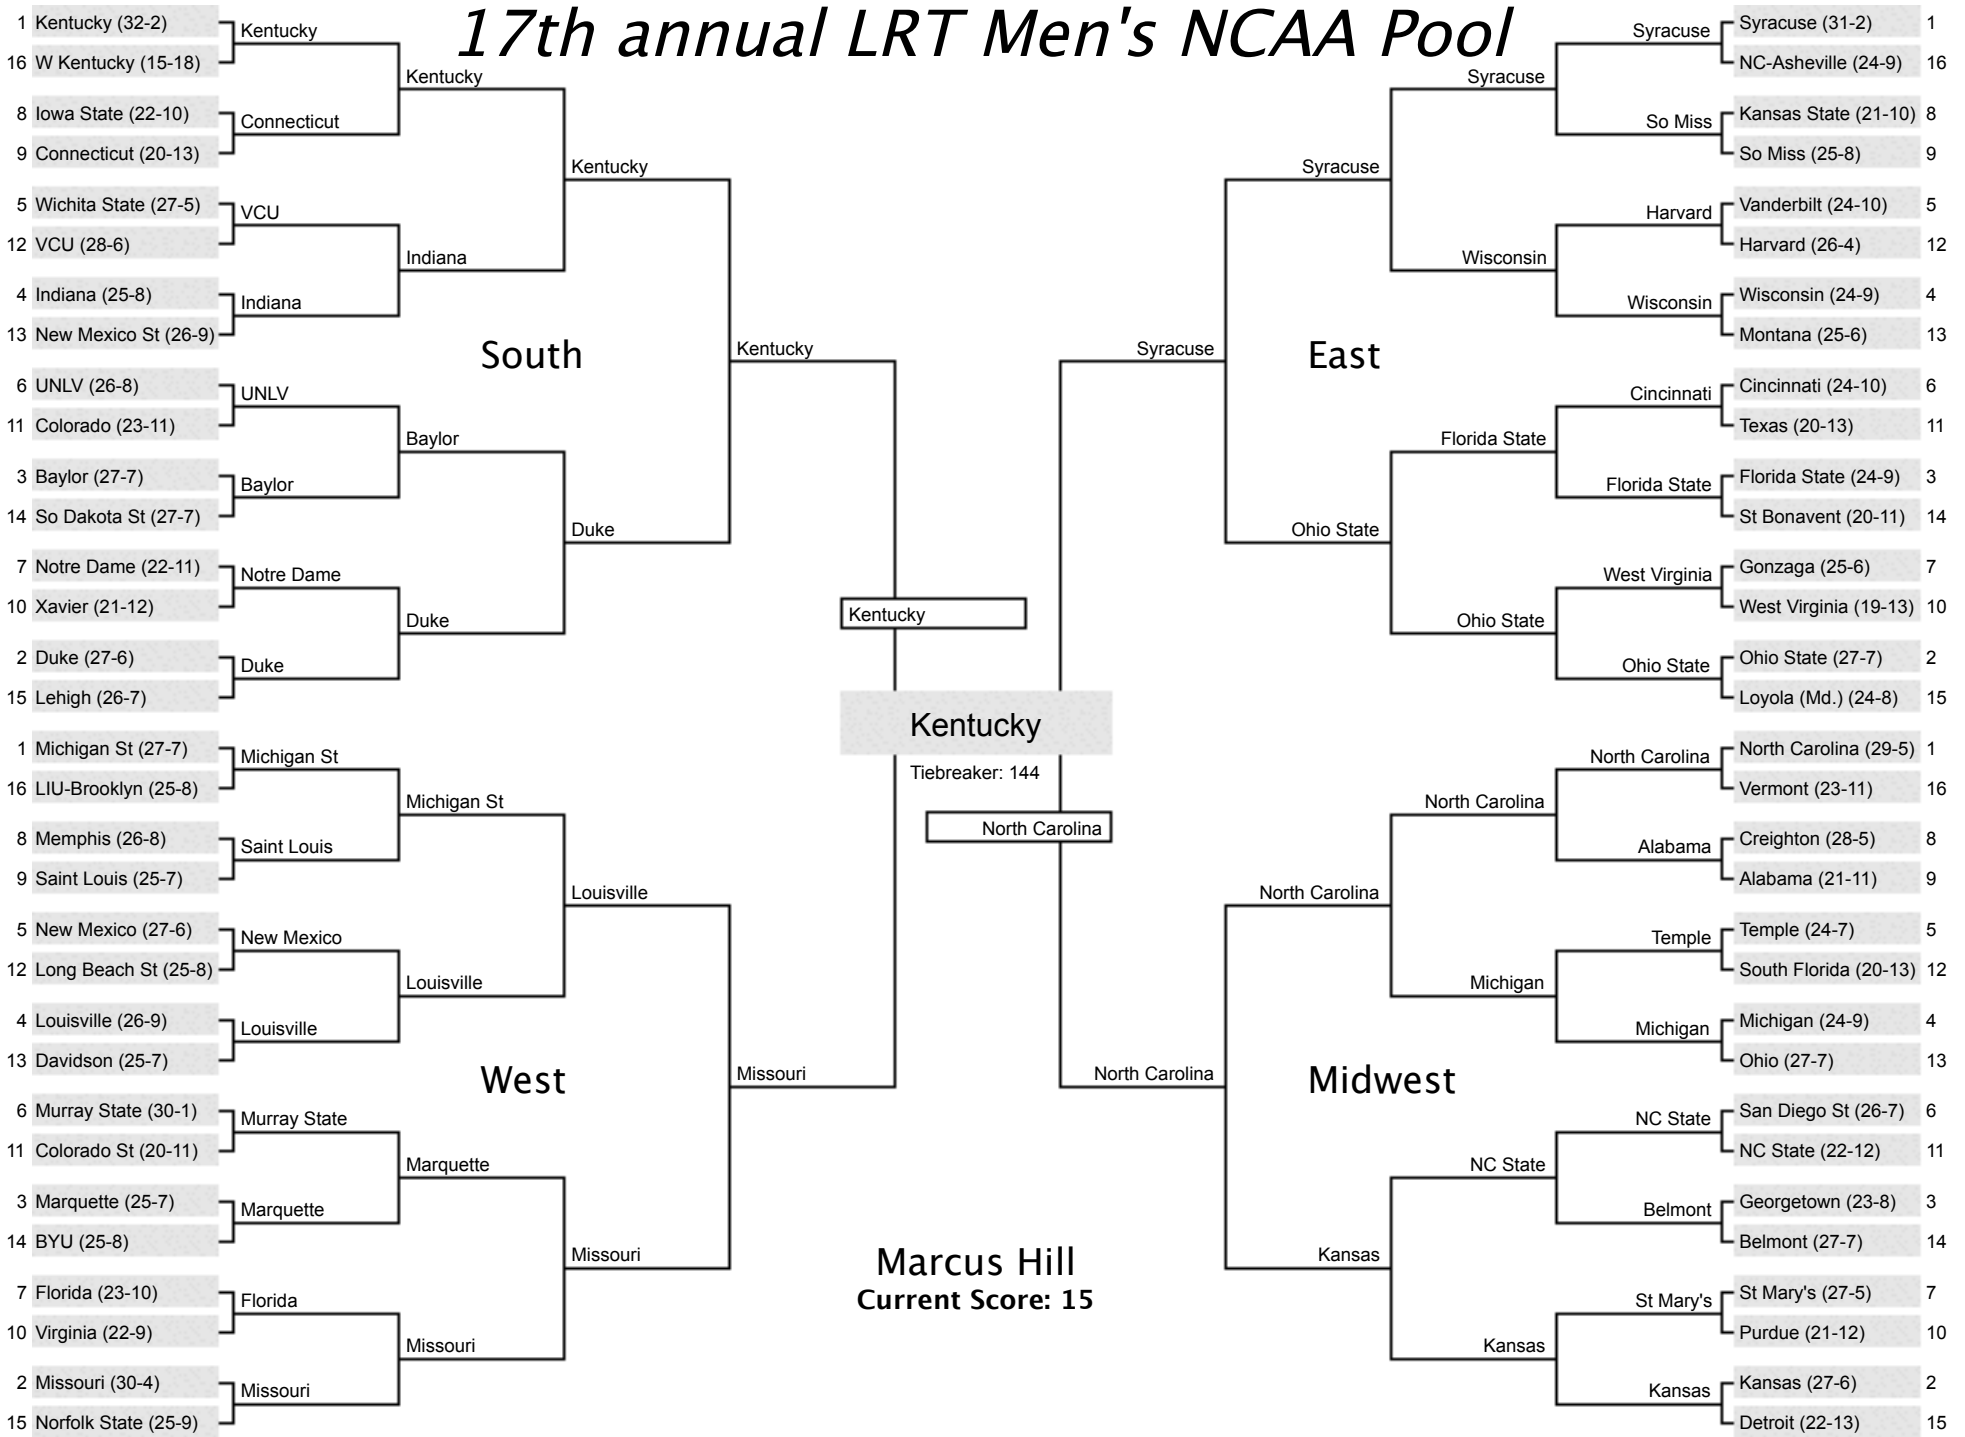 17th annual LRT Men's NCAA Pool
1 Kentucky (32-2)
16 W Kentucky (15-18)
8 Iowa State (22-10)
9 Connecticut (20-13)
5 Wichita State (27-5)
12 VCU (28-6)
4 Indiana (25-8)
13 New Mexico St (26-9)
6 UNLV (26-8)
11 Colorado (23-11)
3 Baylor (27-7)
14 So Dakota St (27-7)
7 Notre Dame (22-11)
10 Xavier (21-12)
2 Duke (27-6)
15 Lehigh (26-7)
Kentucky
Connecticut
VCU
Indiana
UNLV
Baylor
Notre Dame
Duke
Kentucky
Indiana
Baylor
Duke
Kentucky
Duke
Kentucky
South
1 Michigan St (27-7)
16 LIU-Brooklyn (25-8)
8 Memphis (26-8)
9 Saint Louis (25-7)
5 New Mexico (27-6)
12 Long Beach St (25-8)
4 Louisville (26-9)
13 Davidson (25-7)
6 Murray State (30-1)
11 Colorado St (20-11)
3 Marquette (25-7)
14 BYU (25-8)
7 Florida (23-10)
10 Virginia (22-9)
2 Missouri (30-4)
15 Norfolk State (25-9)
Michigan St
Saint Louis
New Mexico
Louisville
Murray State
Marquette
Florida
Missouri
Michigan St
Louisville
Marquette
Missouri
Louisville
Missouri
Missouri
West
Kentucky
Kentucky
Tiebreaker: 144
North Carolina
Marcus Hill
Current Score: 15
Syracuse (31-2) 1
NC-Asheville (24-9) 16
Kansas State (21-10) 8
So Miss (25-8) 9
Vanderbilt (24-10) 5
Harvard (26-4) 12
Wisconsin (24-9) 4
Montana (25-6) 13
Cincinnati (24-10) 6
Texas (20-13) 11
Florida State (24-9) 3
St Bonavent (20-11) 14
Gonzaga (25-6) 7
West Virginia (19-13) 10
Ohio State (27-7) 2
Loyola (Md.) (24-8) 15
Syracuse
So Miss
Harvard
Wisconsin
Cincinnati
Florida State
West Virginia
Ohio State
Syracuse
Wisconsin
Florida State
Ohio State
Syracuse
Ohio State
Syracuse
East
North Carolina (29-5) 1
Vermont (23-11) 16
Creighton (28-5) 8
Alabama (21-11) 9
Temple (24-7) 5
South Florida (20-13) 12
Michigan (24-9) 4
Ohio (27-7) 13
San Diego St (26-7) 6
NC State (22-12) 11
Georgetown (23-8) 3
Belmont (27-7) 14
St Mary's (27-5) 7
Purdue (21-12) 10
Kansas (27-6) 2
Detroit (22-13) 15
North Carolina
Alabama
Temple
Michigan
NC State
Belmont
St Mary's
Kansas
North Carolina
Michigan
NC State
Kansas
North Carolina
Kansas
North Carolina
Midwest